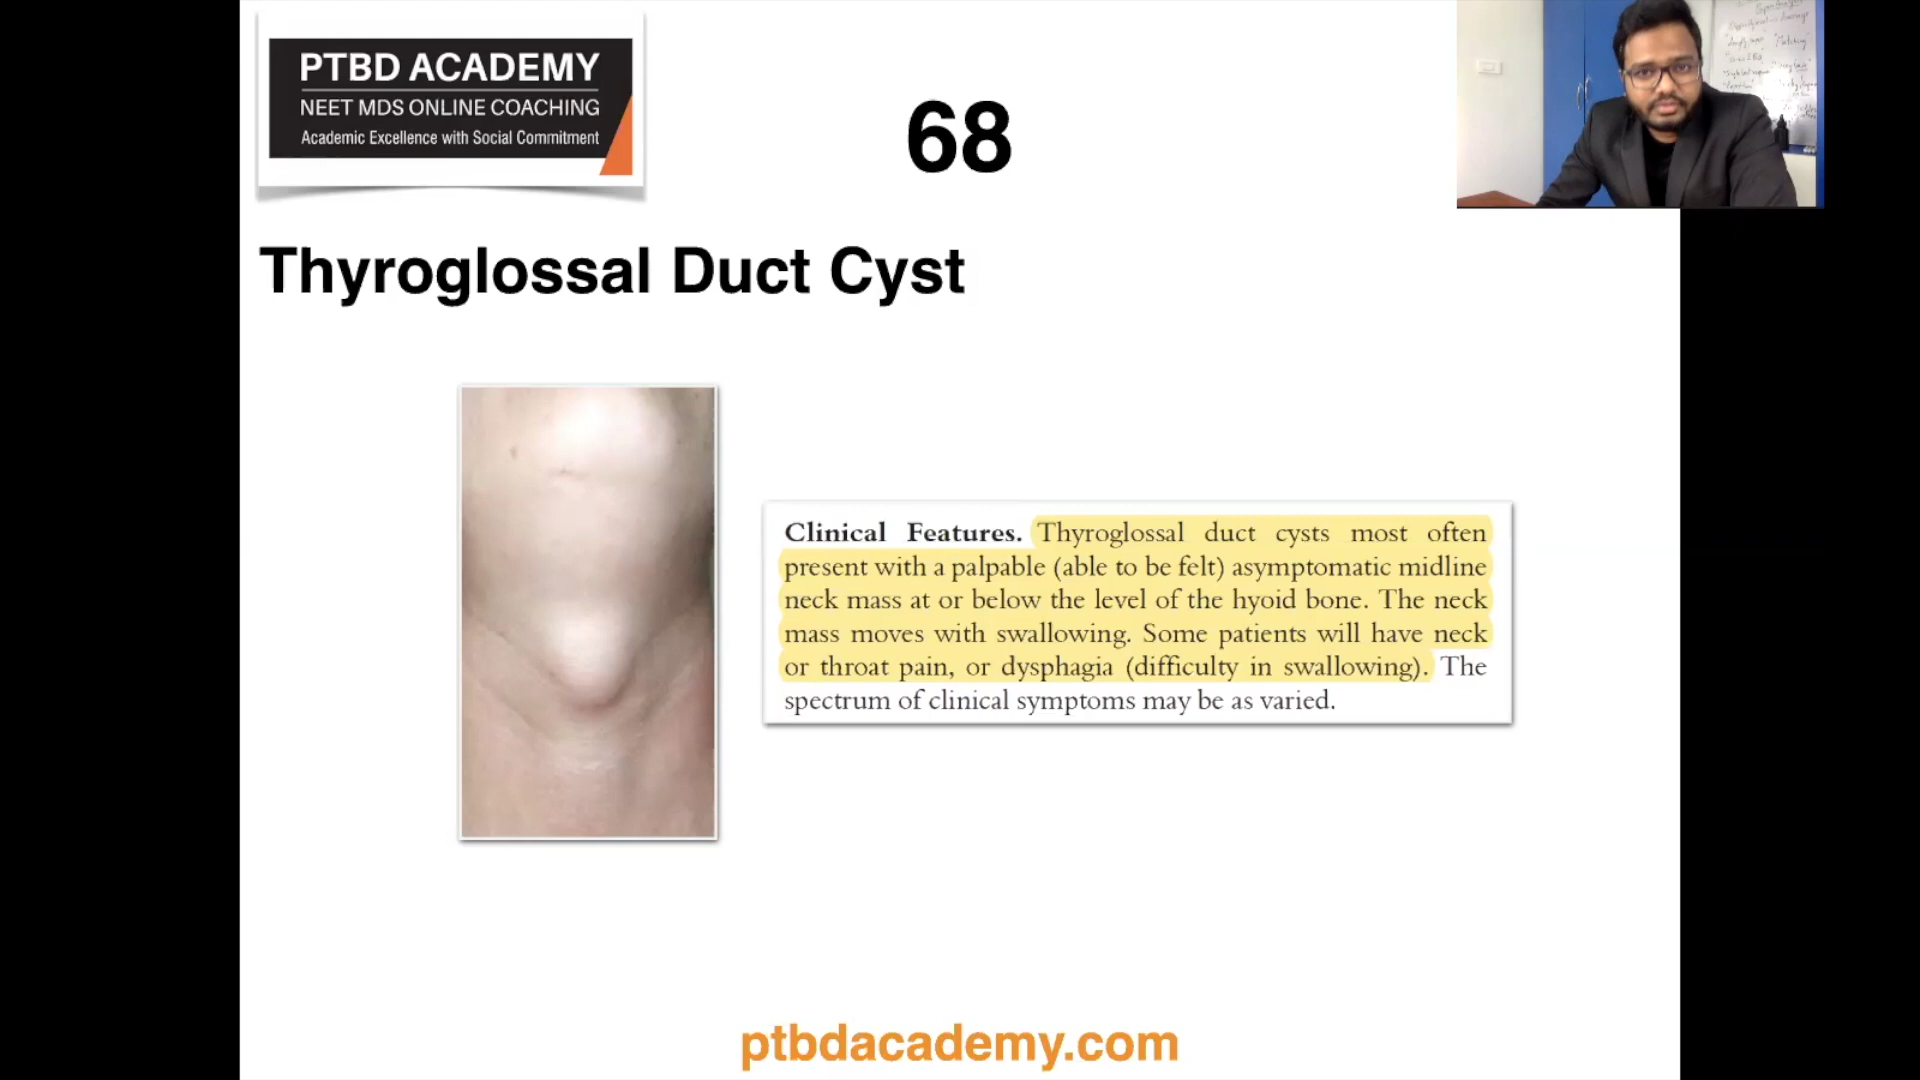 PTBD ACADEMY
NEET MDS ONLINE COACHING
Academic Excellence with Social Commitment
68
Thyroglossal Duct Cyst
Clinical Features. Thyroglossal duct cysts most often
present with a palpable (able to be felt) asymptomatic midline
neck mass at or below the level of the hyoid bone. The neck
mass moves with swallowing. Some patients will have neck
or throat pain, or dysphagia (difficulty in swallowing). The
spectrum of clinical symptoms may be as varied.
ptbdacademy.com